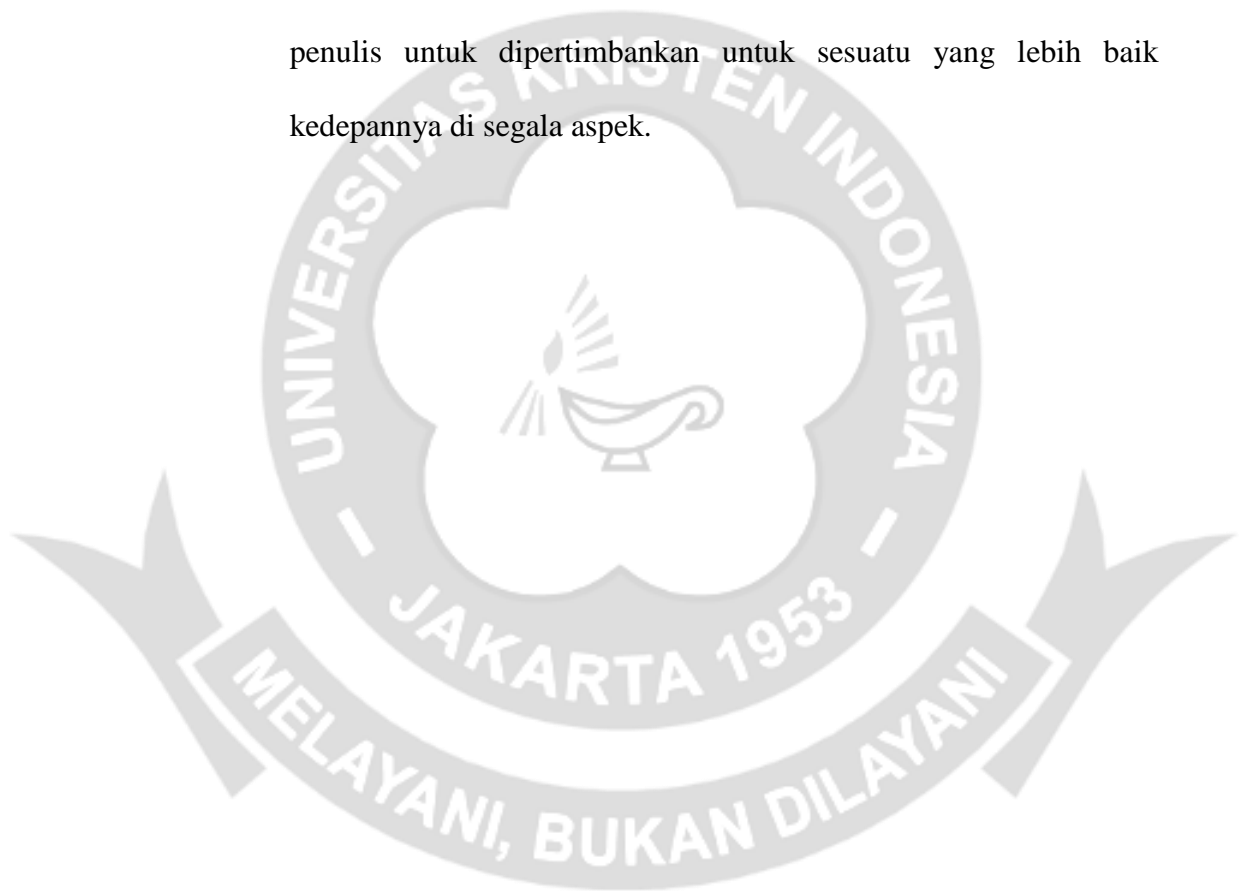 penulis untuk dipertimbankan untuk sesuatu yang lebih baik
kedepannya di segala aspek.
UNIVERSITAS KRISTEN INDONESIA
- JAKARTA 1953 -
MELAYANI, BUKAN DILAYANI